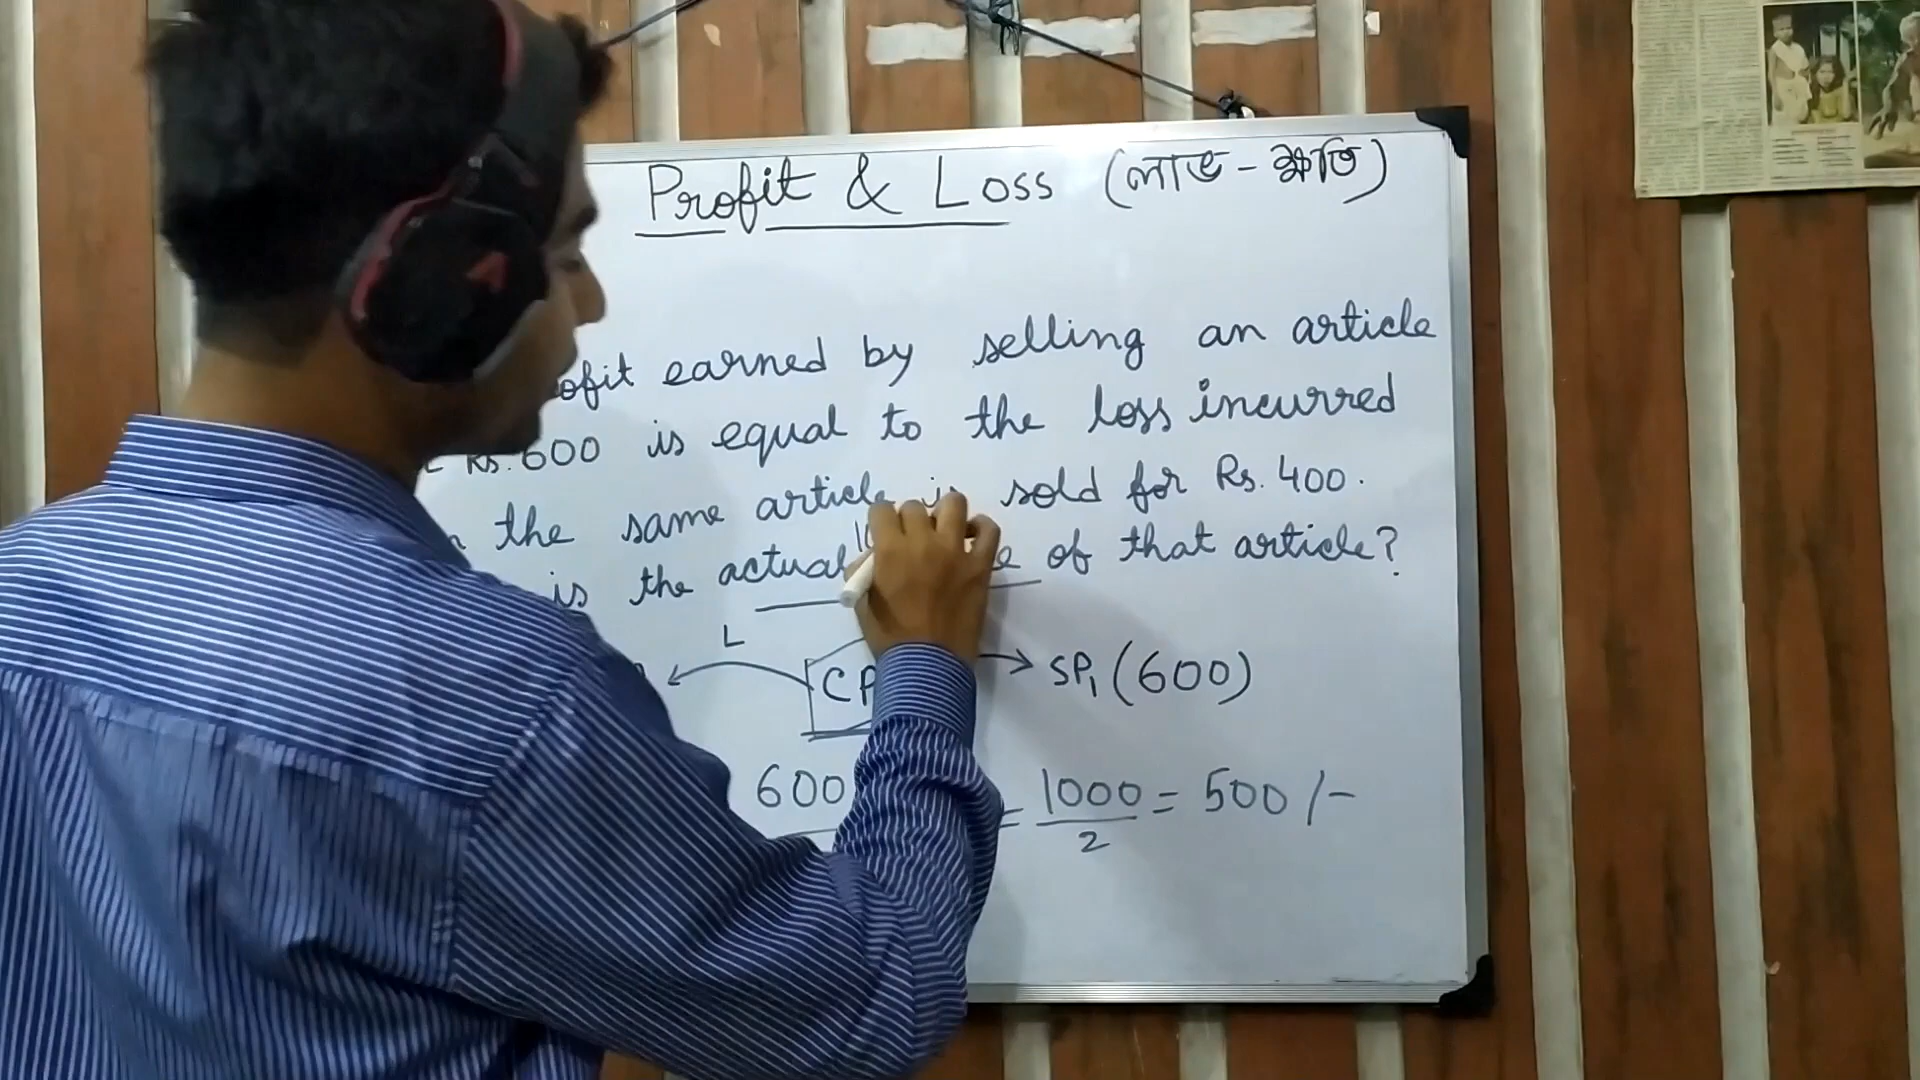 Profit & Loss (লাভ - ক্ষতি)
earned by selling an article
Rs. 600 is equal to the loss incurred
the same article is sold for Rs. 400.
is the actual of that article?
L
CP
SP₁ (600)
600
= 1000/2 = 500/-